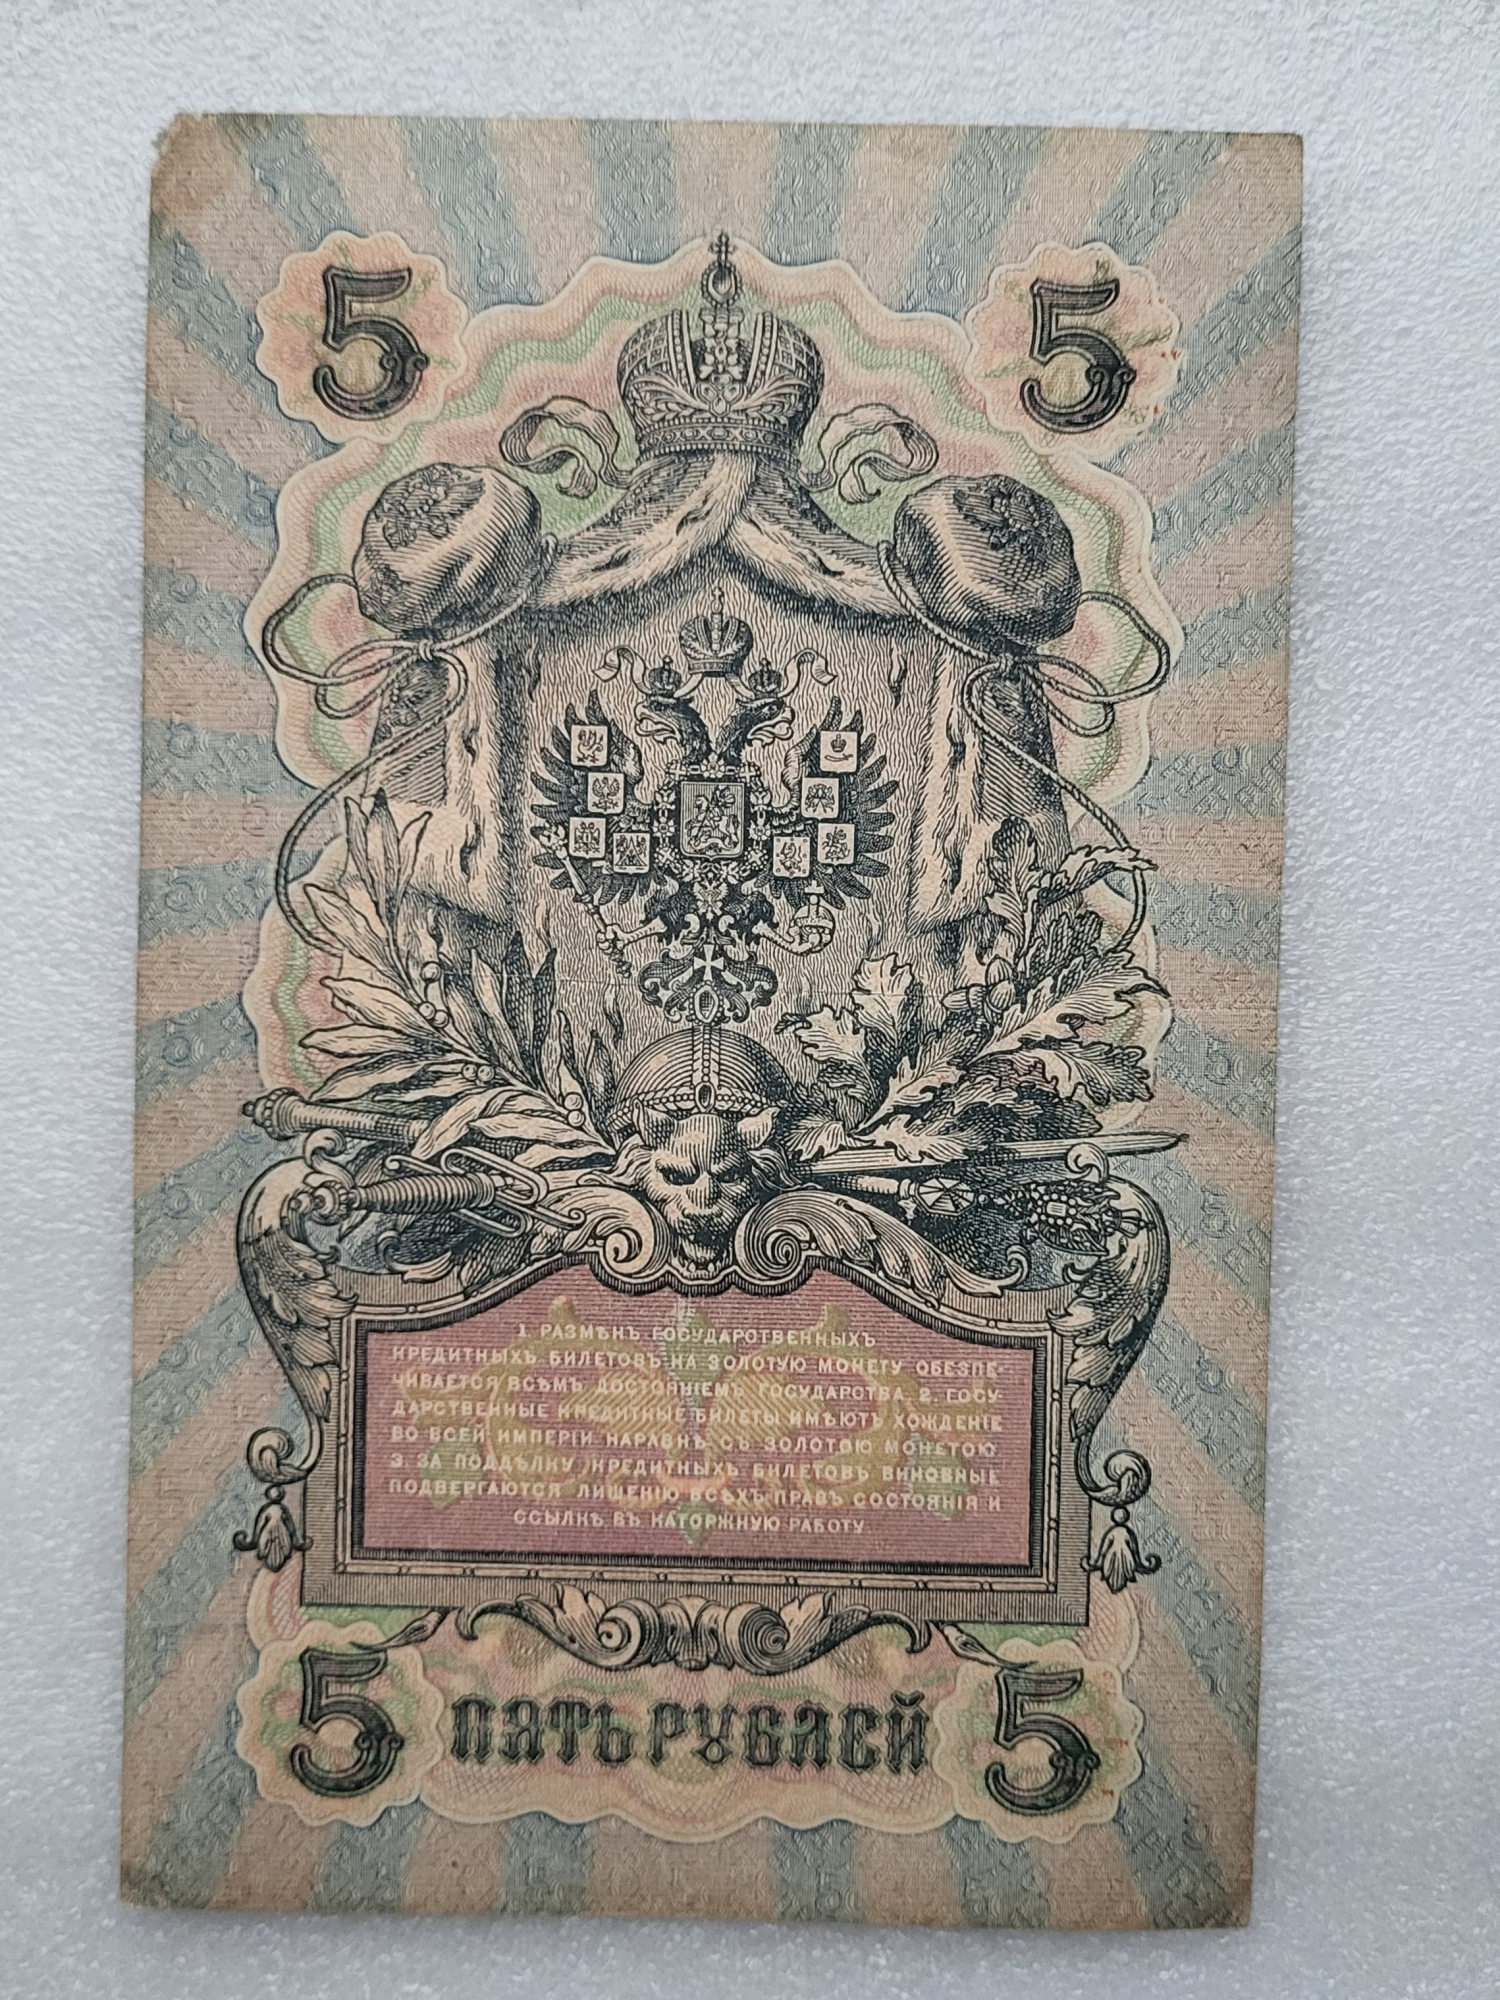 5 5
1. РАЗМѢНЪ ГОСУДАРСТВЕННЫХЪ
КРЕДИТНЫХЪ БИЛЕТОВЪ НА ЗОЛОТУЮ МОНЕТУ ОБЕЗПЕ-
ЧИВАЕТСЯ ВСѢМЪ ДОСТОЯНІЕМЪ ГОСУДАРСТВА. 2. ГОСУ-
ДАРСТВЕННЫЕ КРЕДИТНЫЕ БИЛЕТЫ ИМѢЮТЪ ХОЖДЕНІЕ
ВО ВСЕЙ ИМПЕРІИ НАРАВНѢ СЪ ЗОЛОТОЮ МОНЕТОЮ.
3. ЗА ПОДДѢЛКУ КРЕДИТНЫХЪ БИЛЕТОВЪ ВИНОВНЫЕ
ПОДВЕРГАЮТСЯ ЛИШЕНІЮ ВСѢХЪ ПРАВЪ СОСТОЯНІЯ И
ССЫЛКѢ ВЪ КАТОРЖНУЮ РАБОТУ.
5 ПЯТЬ РУБЛЕЙ 5